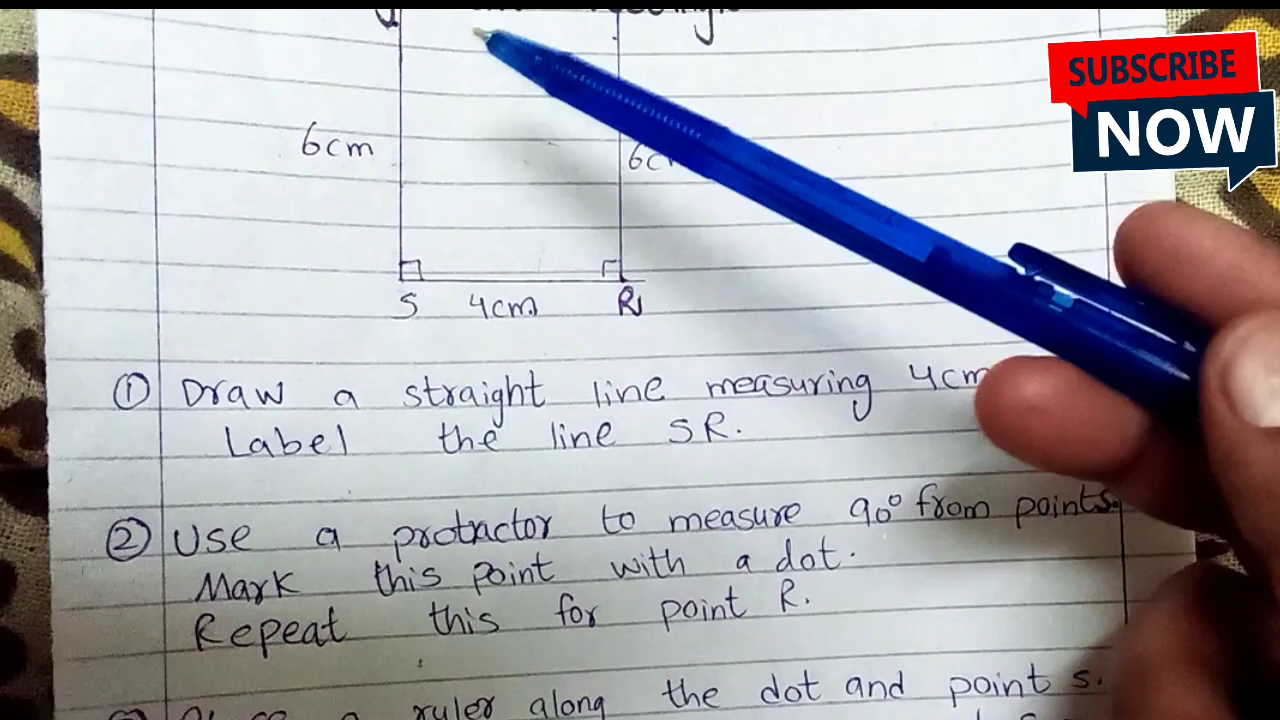 SUBSCRIBE
NOW
6cm
S 4cm R
① Draw a straight line measuring 4cm
Label the line SR.
② Use a protractor to measure 90° from point S.
Mark this point with a dot.
Repeat this for point R.
a ruler along the dot and point S.